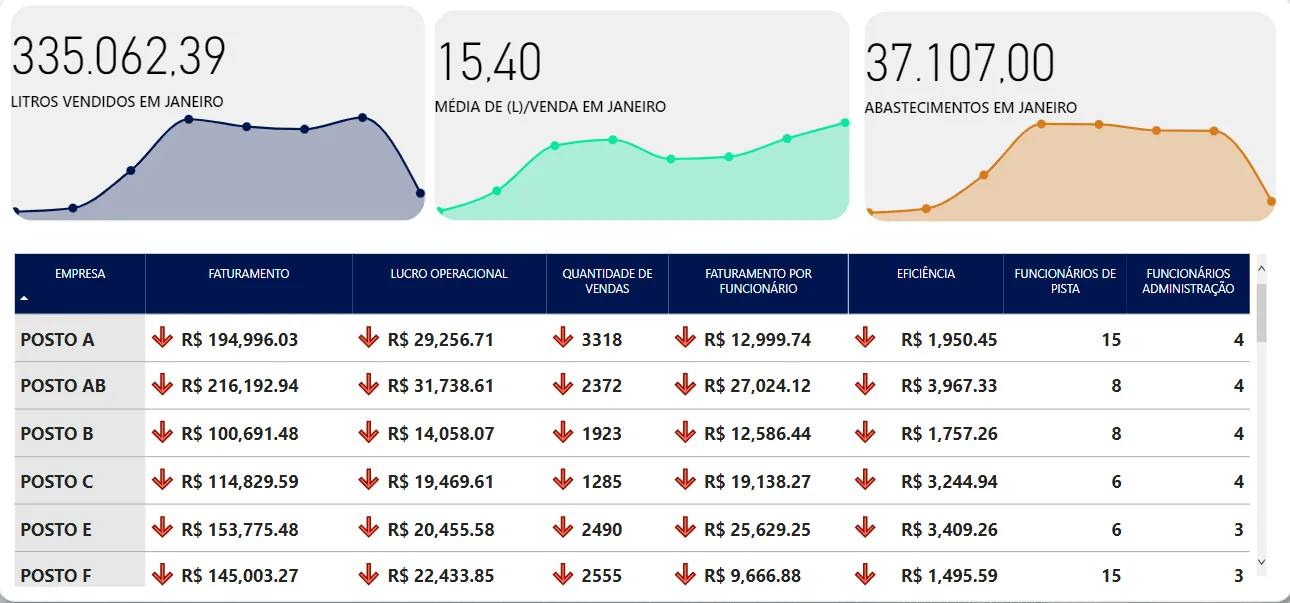 335.062,39
LITROS VENDIDOS EM JANEIRO
15,40
MÉDIA DE (L)/VENDA EM JANEIRO
37.107,00
ABASTECIMENTOS EM JANEIRO
EMPRESA FATURAMENTO LUCRO OPERACIONAL QUANTIDADE DE VENDAS FATURAMENTO POR FUNCIONÁRIO EFICIÊNCIA FUNCIONÁRIOS DE PISTA FUNCIONÁRIOS ADMINISTRAÇÃO
POSTO A R$ 194,996.03 R$ 29,256.71 3318 R$ 12,999.74 R$ 1,950.45 15 4
POSTO AB R$ 216,192.94 R$ 31,738.61 2372 R$ 27,024.12 R$ 3,967.33 8 4
POSTO B R$ 100,691.48 R$ 14,058.07 1923 R$ 12,586.44 R$ 1,757.26 8 4
POSTO C R$ 114,829.59 R$ 19,469.61 1285 R$ 19,138.27 R$ 3,244.94 6 4
POSTO E R$ 153,775.48 R$ 20,455.58 2490 R$ 25,629.25 R$ 3,409.26 6 3
POSTO F R$ 145,003.27 R$ 22,433.85 2555 R$ 9,666.88 R$ 1,495.59 15 3